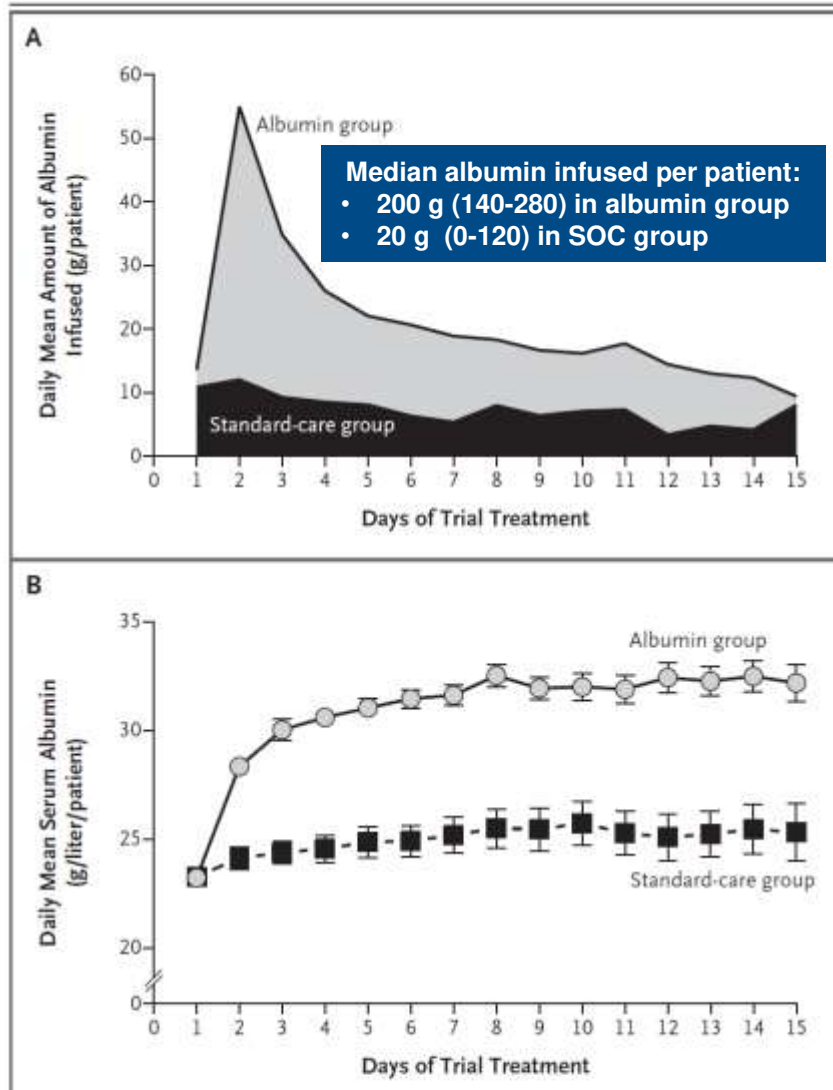 A
60
50
40
30
20
10
0
Daily Mean Amount of Albumin
Infused (g/patient)
Albumin group
Median albumin infused per patient:
• 200 g (140-280) in albumin group
• 20 g (0-120) in SOC group
Standard-care group
0 1 2 3 4 5 6 7 8 9 10 11 12 13 14 15
Days of Trial Treatment
B
35
30
25
20
0
Daily Mean Serum Albumin
(g/liter/patient)
Albumin group
Standard-care group
0 1 2 3 4 5 6 7 8 9 10 11 12 13 14 15
Days of Trial Treatment